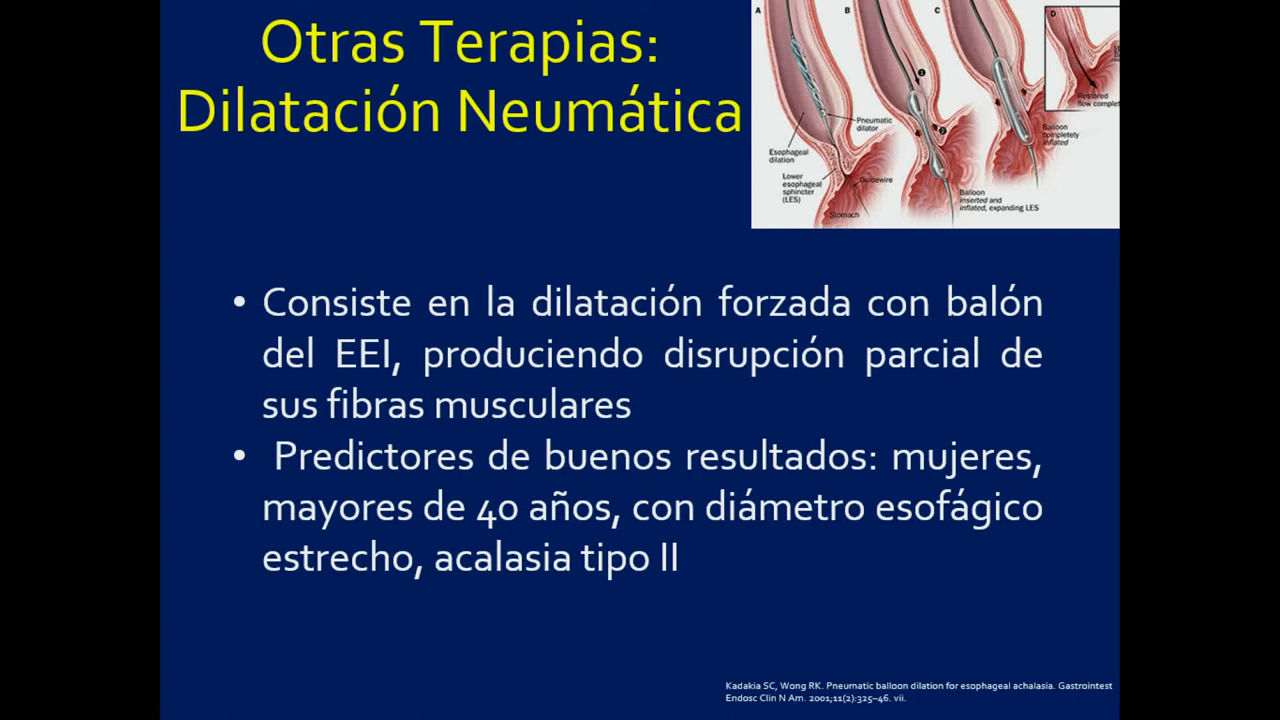 Otras Terapias:
Dilatación Neumática
A
B
C
D
Restored
flow complet
Pneumatic
dilator
Balloon
completely
inflated
Esophageal
dilation
Lower
esophageal
sphincter
(LES)
Guidewire
Balloon
inserted and
inflated, expanding LES
Stomach
• Consiste en la dilatación forzada con balón
del EEI, produciendo disrupción parcial de
sus fibras musculares
• Predictores de buenos resultados: mujeres,
mayores de 40 años, con diámetro esofágico
estrecho, acalasia tipo II
Kadakia SC, Wong RK. Pneumatic balloon dilation for esophageal achalasia. Gastrointest
Endosc Clin N Am. 2001;11(2):325–46. vii.